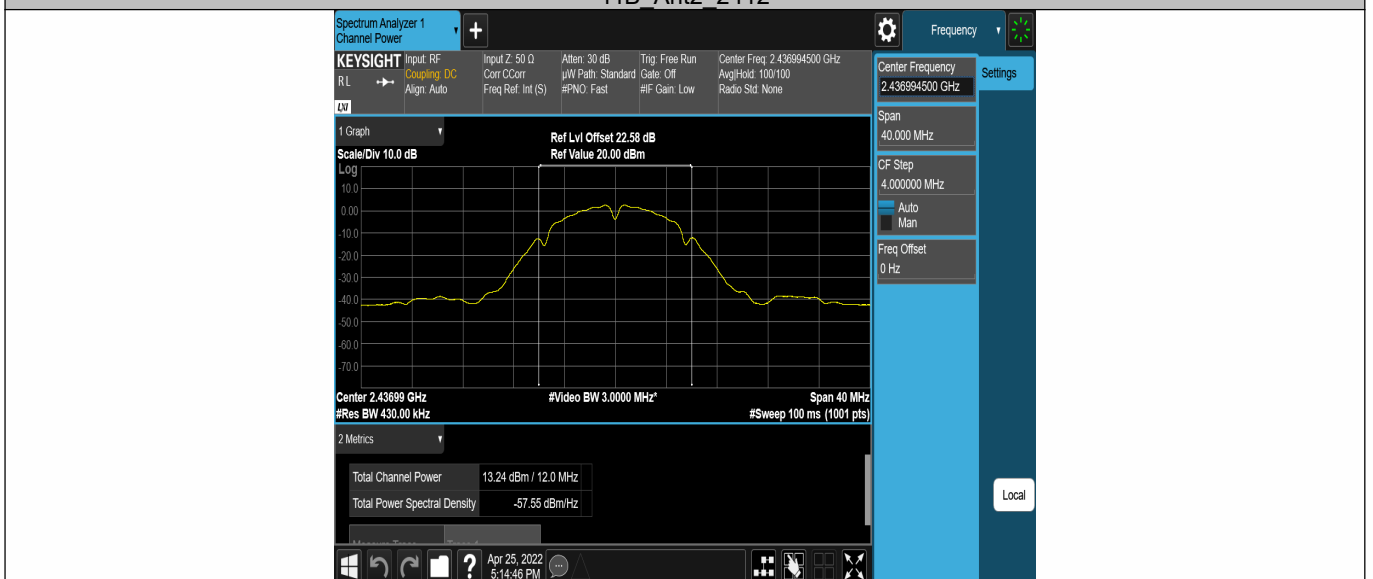 11B_Ant2_2412
Spectrum Analyzer 1
Channel Power
Frequency
KEYSIGHT
RL
LXI
Input: RF
Coupling: DC
Align: Auto
Input Z: 50 Ω
Corr CCorr
Freq Ref: Int (S)
Atten: 30 dB
µW Path: Standard
#PNO: Fast
Trig: Free Run
Gate: Off
#IF Gain: Low
Center Freq: 2.436994500 GHz
Avg|Hold: 100/100
Radio Std: None
Center Frequency
2.436994500 GHz
Settings
Span
40.000 MHz
CF Step
4.000000 MHz
Auto
Man
Freq Offset
0 Hz
Local
1 Graph
Scale/Div 10.0 dB
Ref Lvl Offset 22.58 dB
Ref Value 20.00 dBm
Log
10.0
0.00
-10.0
-20.0
-30.0
-40.0
-50.0
-60.0
-70.0
Center 2.43699 GHz
#Video BW 3.0000 MHz*
Span 40 MHz
#Res BW 430.00 kHz
#Sweep 100 ms (1001 pts)
2 Metrics
Total Channel Power 13.24 dBm / 12.0 MHz
Total Power Spectral Density -57.55 dBm/Hz
?
Apr 25, 2022
5:14:46 PM